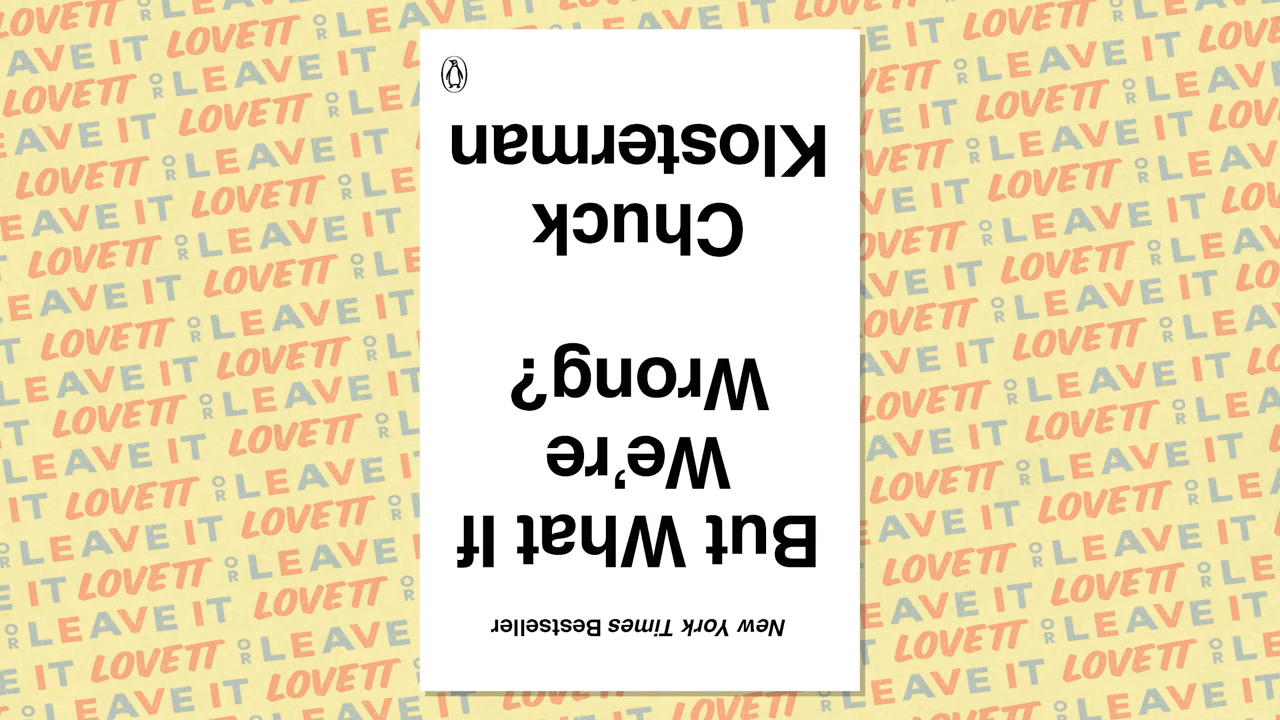 New York Times Bestseller
But What If
We're
Wrong?
Chuck
Klosterman
LOVETT OR LEAVE IT